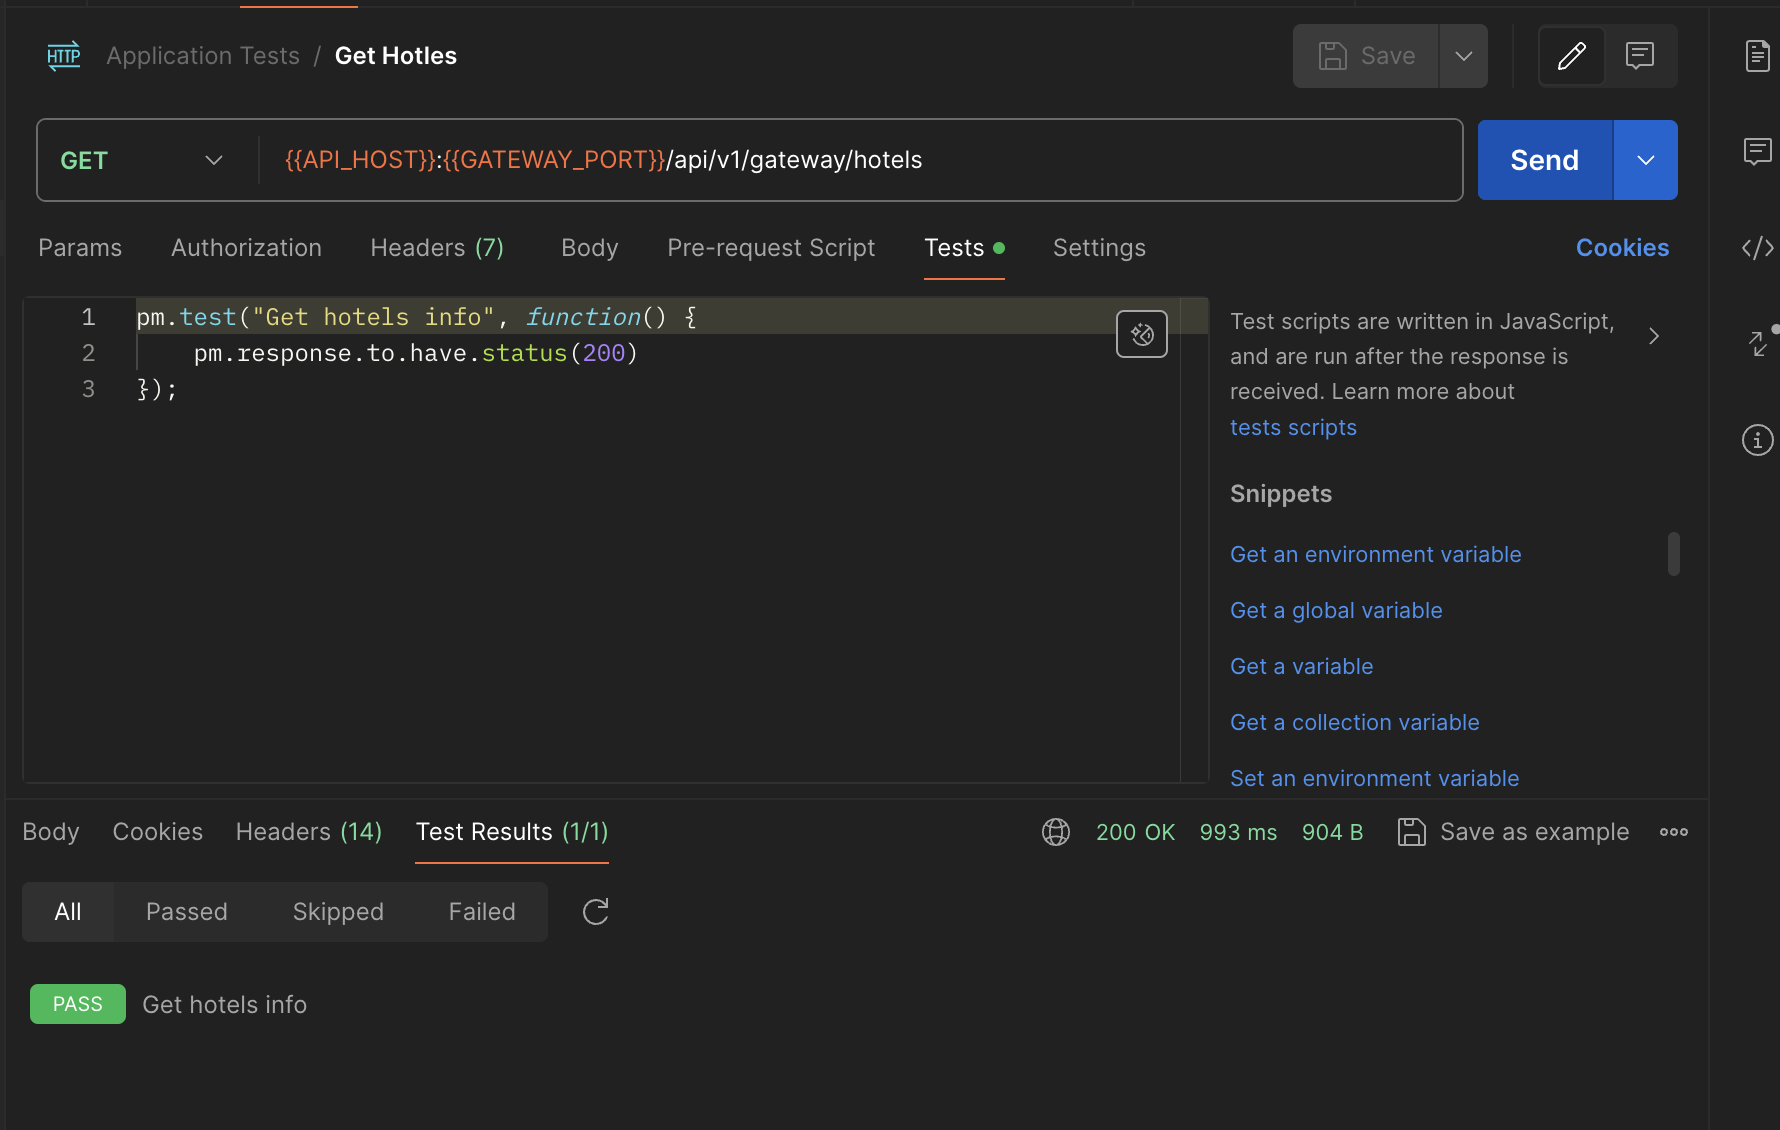 HTTP Application Tests / Get Hotles
Save
GET {{API_HOST}}:{{GATEWAY_PORT}}/api/v1/gateway/hotels
Send
Params Authorization Headers (7) Body Pre-request Script Tests Settings Cookies
1 pm.test("Get hotels info", function() {
2 pm.response.to.have.status(200)
3 });
Test scripts are written in JavaScript,
and are run after the response is
received. Learn more about
tests scripts
Snippets
Get an environment variable
Get a global variable
Get a variable
Get a collection variable
Set an environment variable
Body Cookies Headers (14) Test Results (1/1) 200 OK 993 ms 904 B Save as example
All Passed Skipped Failed
PASS Get hotels info